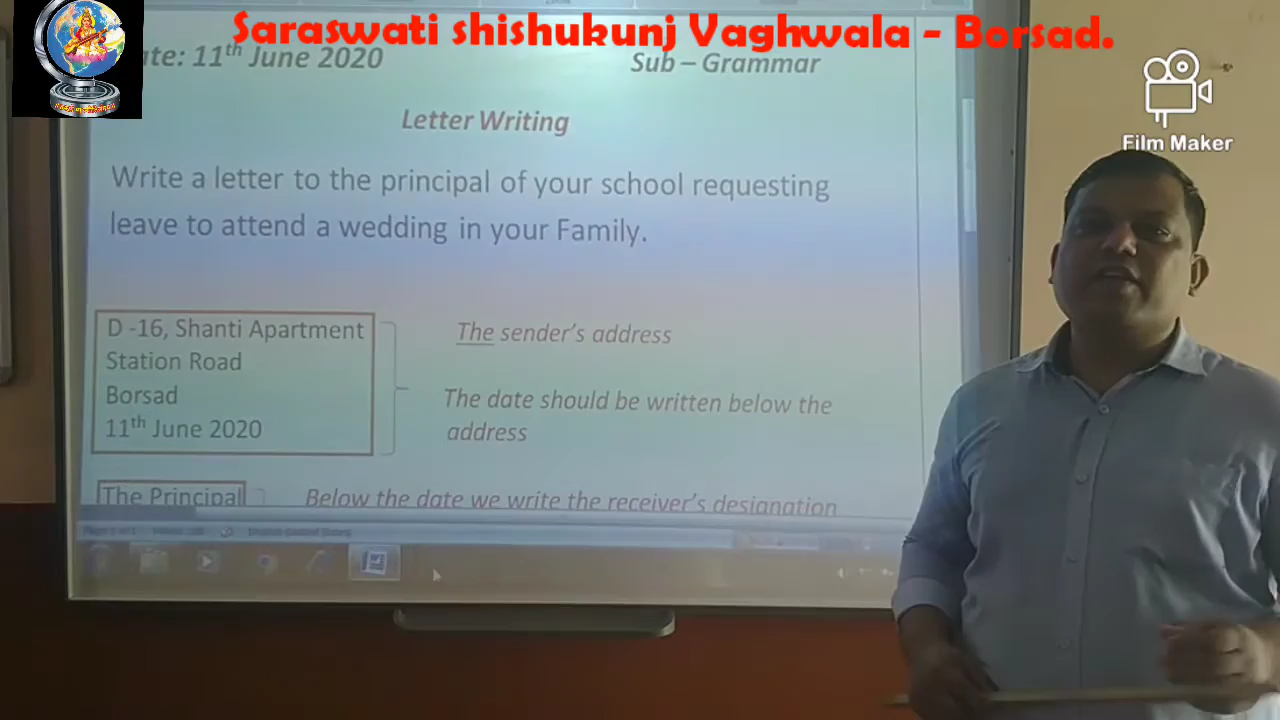 Saraswati shishukunj Vaghwala - Borsad.
ate: 11th June 2020
Sub – Grammar
Film Maker
Letter Writing
Write a letter to the principal of your school requesting
leave to attend a wedding in your Family.
D -16, Shanti Apartment
The sender's address
Station Road
Borsad
The date should be written below the
address
11th June 2020
The Principal
Below the date we write the receiver's designation